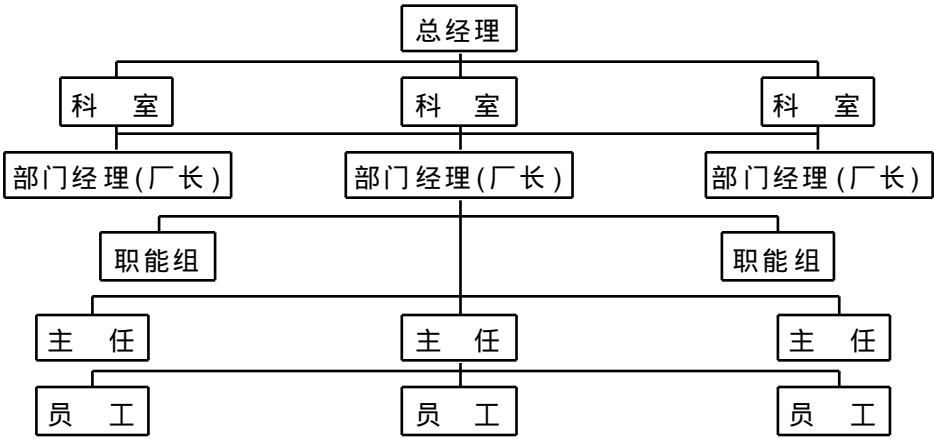 总经理
科 室
科 室
科 室
部门经理(厂长)
部门经理(厂长)
部门经理(厂长)
职能组
职能组
主 任
主 任
主 任
员 工
员 工
员 工